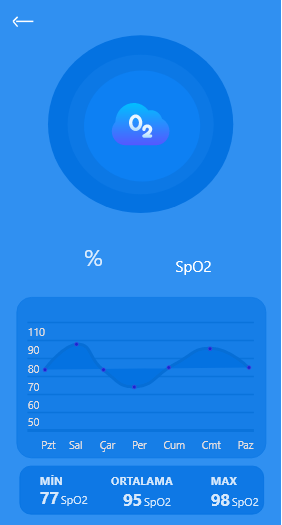 O2
% SpO2
110
90
80
70
60
50
Pzt Sal Çar Per Cum Cmt Paz
MİN ORTALAMA MAX
77 SpO2 95 SpO2 98 SpO2